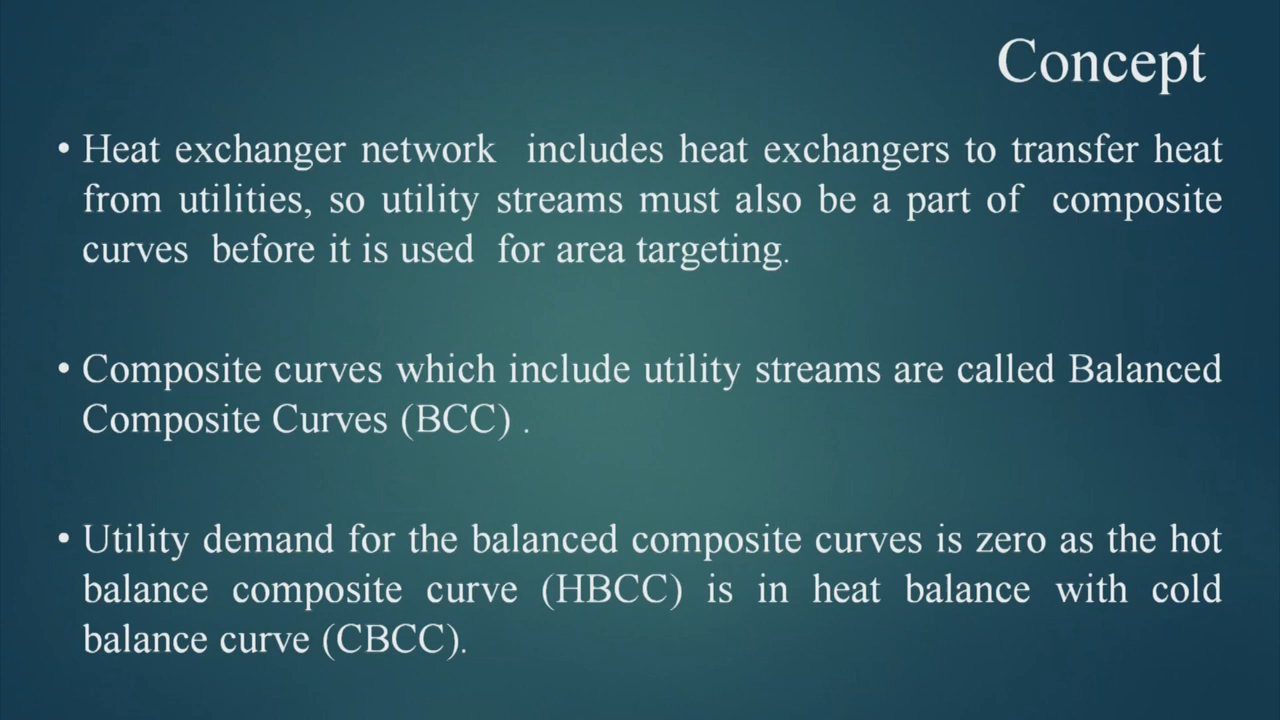 Concept
• Heat exchanger network includes heat exchangers to transfer heat
from utilities, so utility streams must also be a part of composite
curves before it is used for area targeting.
• Composite curves which include utility streams are called Balanced
Composite Curves (BCC) .
• Utility demand for the balanced composite curves is zero as the hot
balance composite curve (HBCC) is in heat balance with cold
balance curve (CBCC).